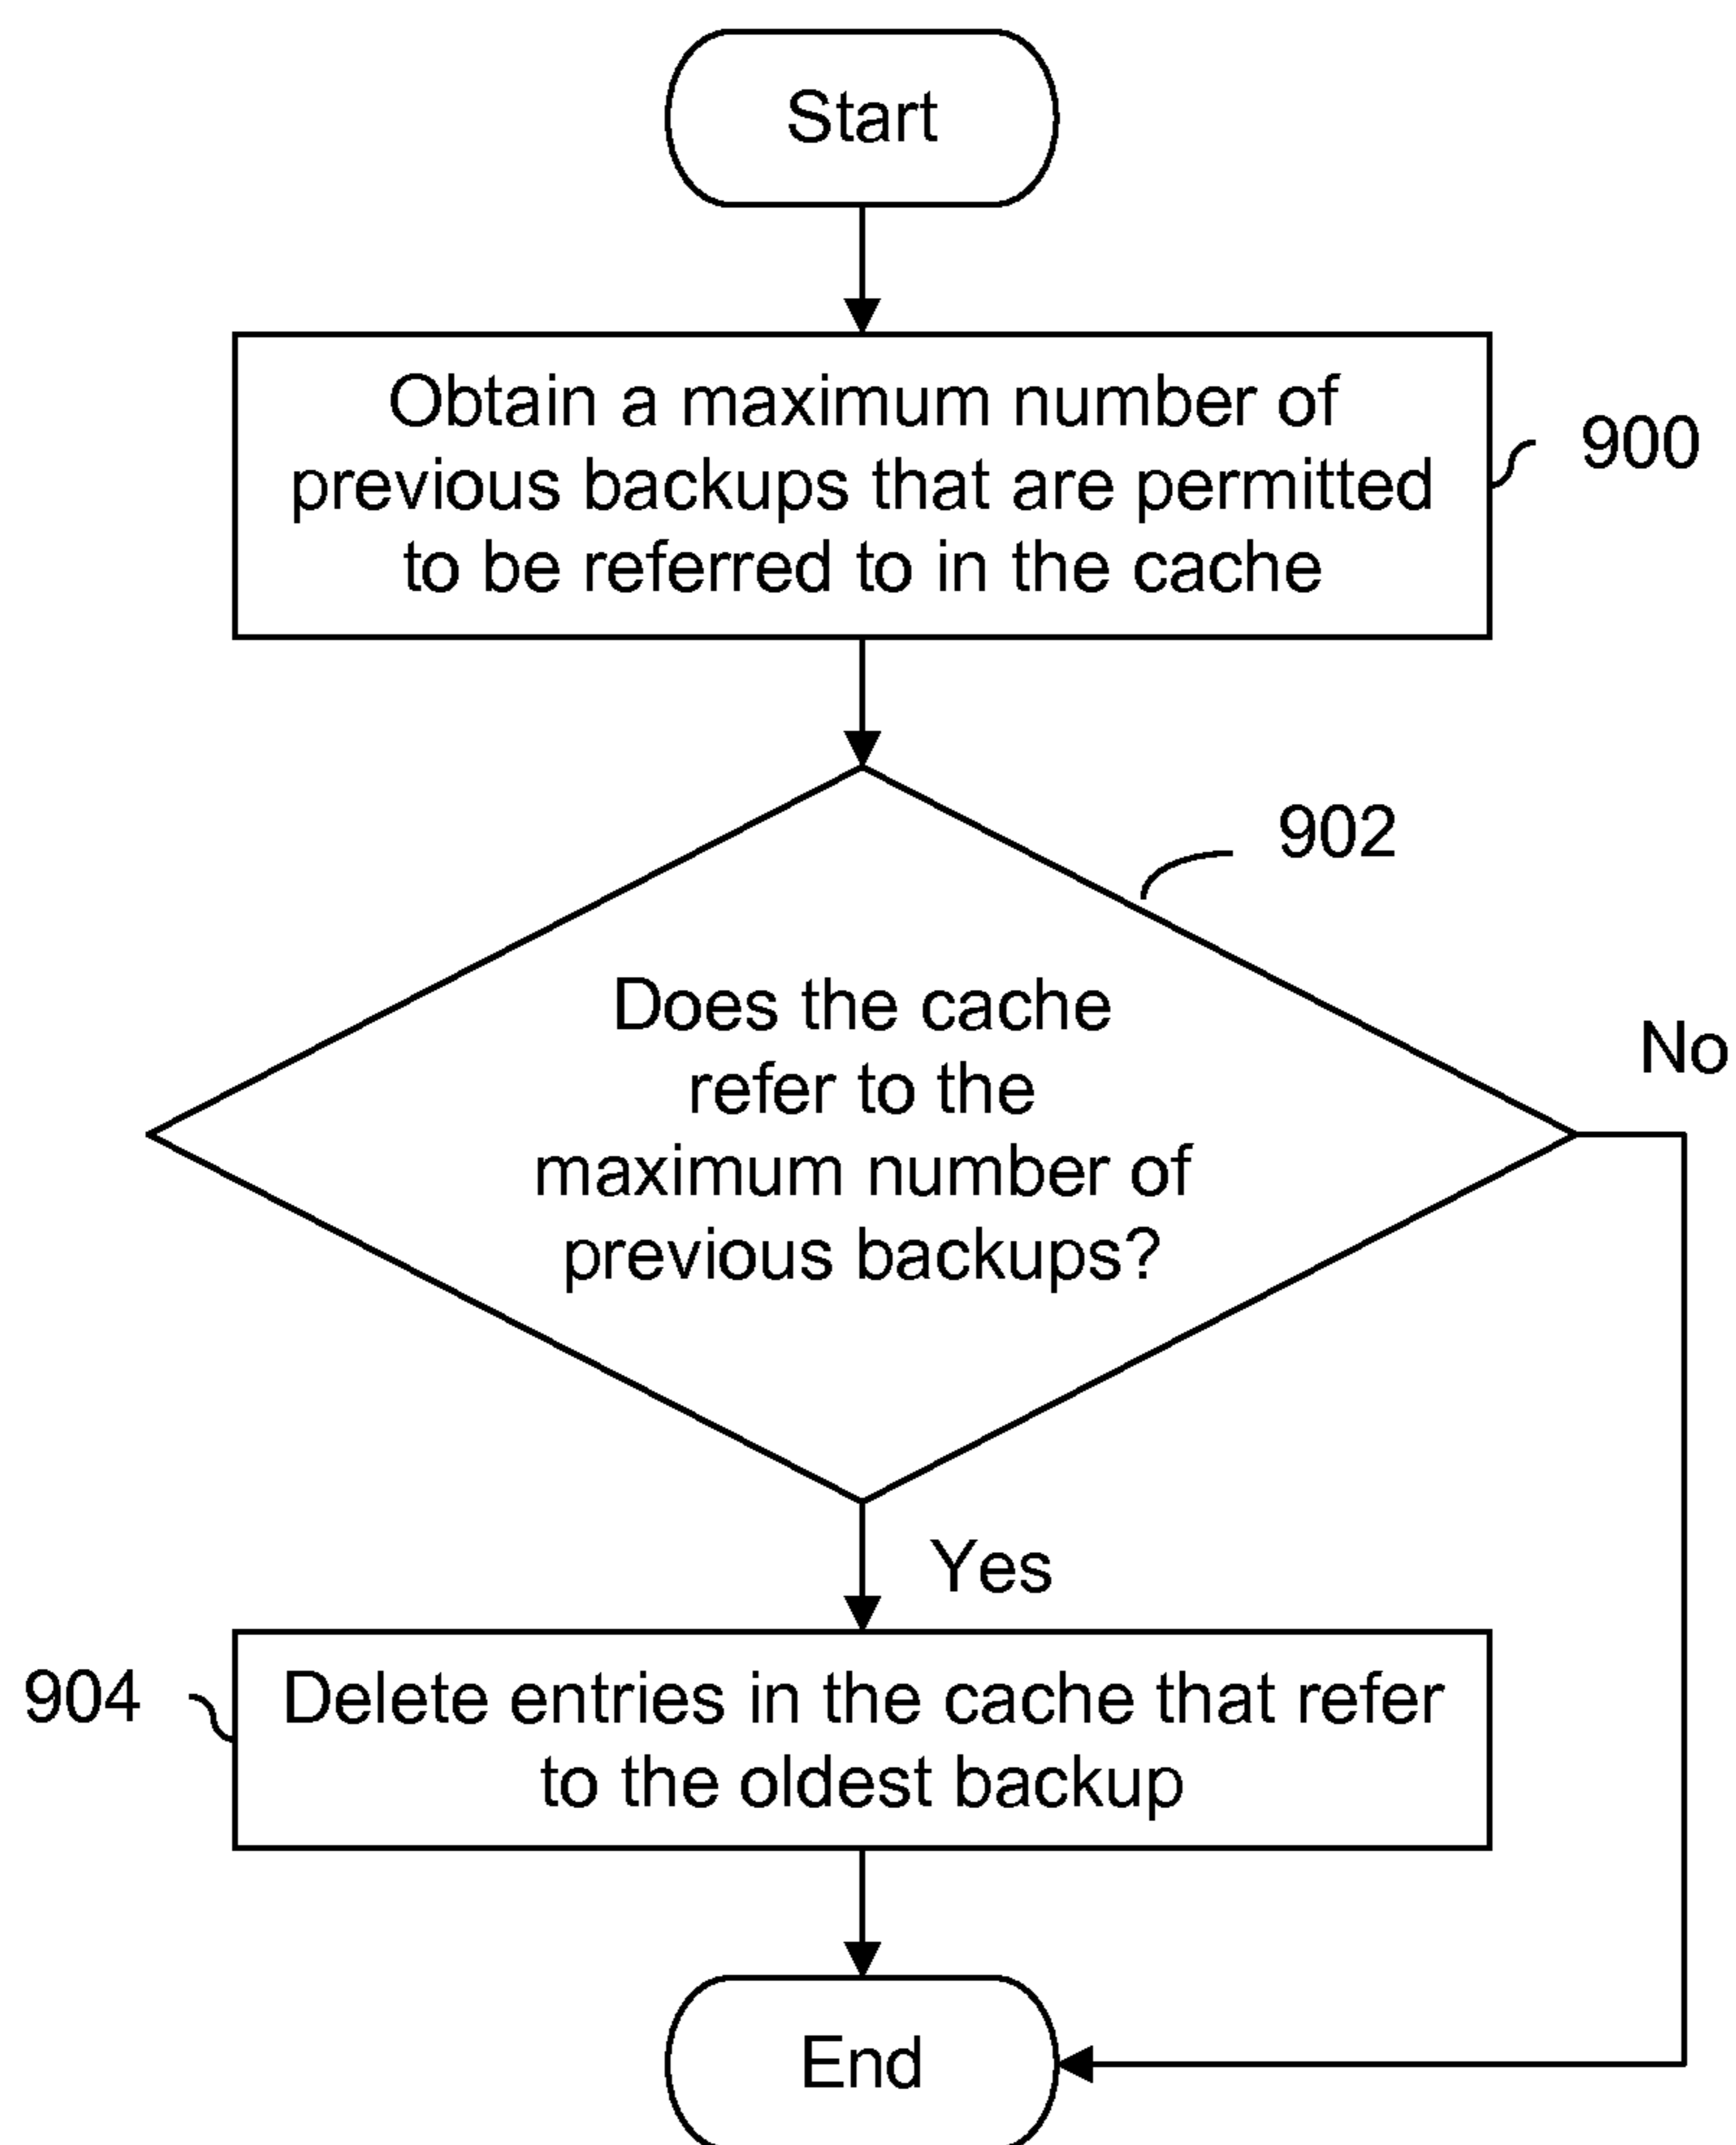 Start
Obtain a maximum number of
previous backups that are permitted
to be referred to in the cache
900
902
Does the cache
refer to the
maximum number of
previous backups?
No
Yes
904
Delete entries in the cache that refer
to the oldest backup
End